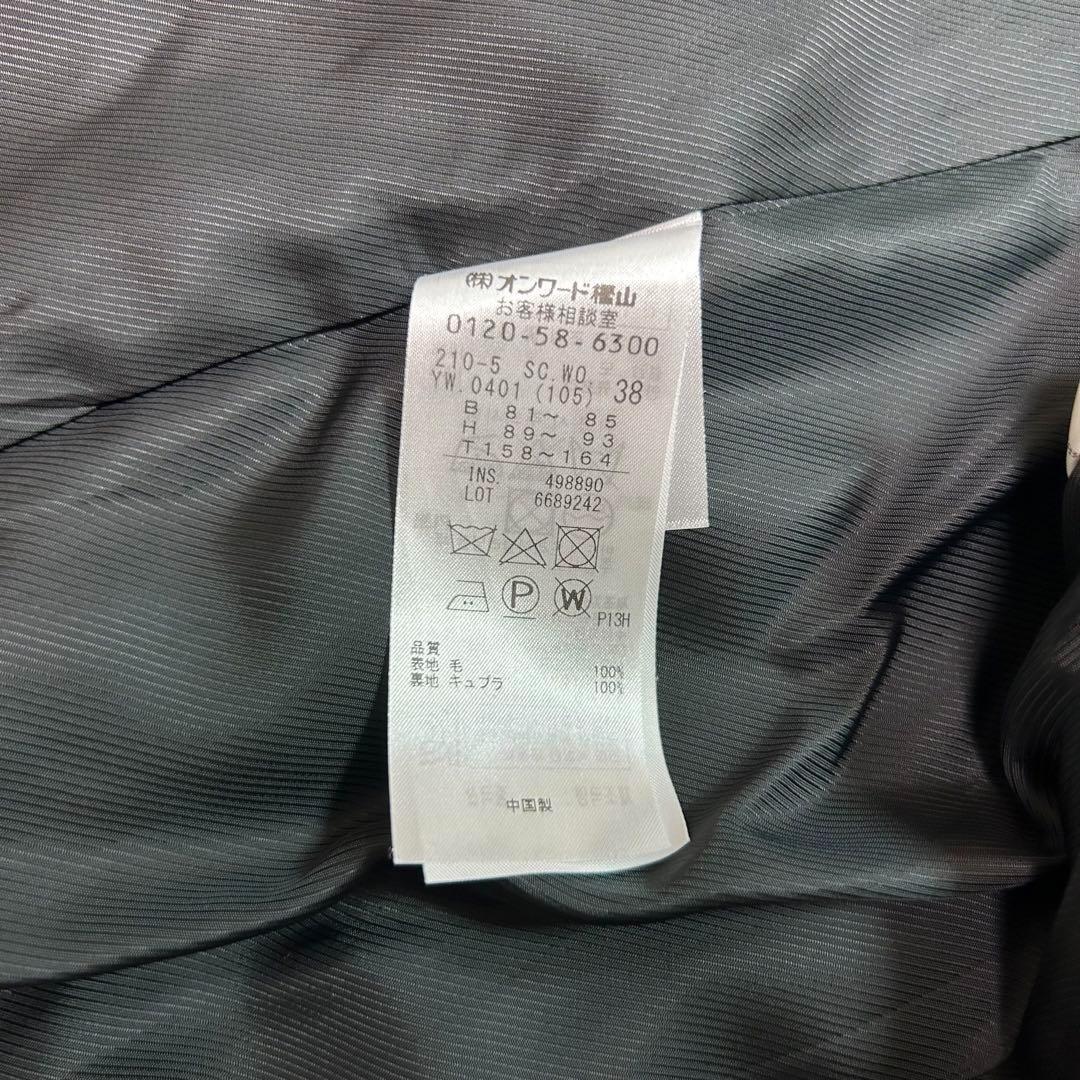 (株)オンワード樫山
お客様相談室
0120-58-6300
210-5 SC.WO
YW.0401 (105) 38
B 81～ 85
H 89～ 93
T158～164
INS. 498890
LOT 6689242
P
W
P13H
品質
表地 毛 100%
裏地 キュプラ 100%
中国製